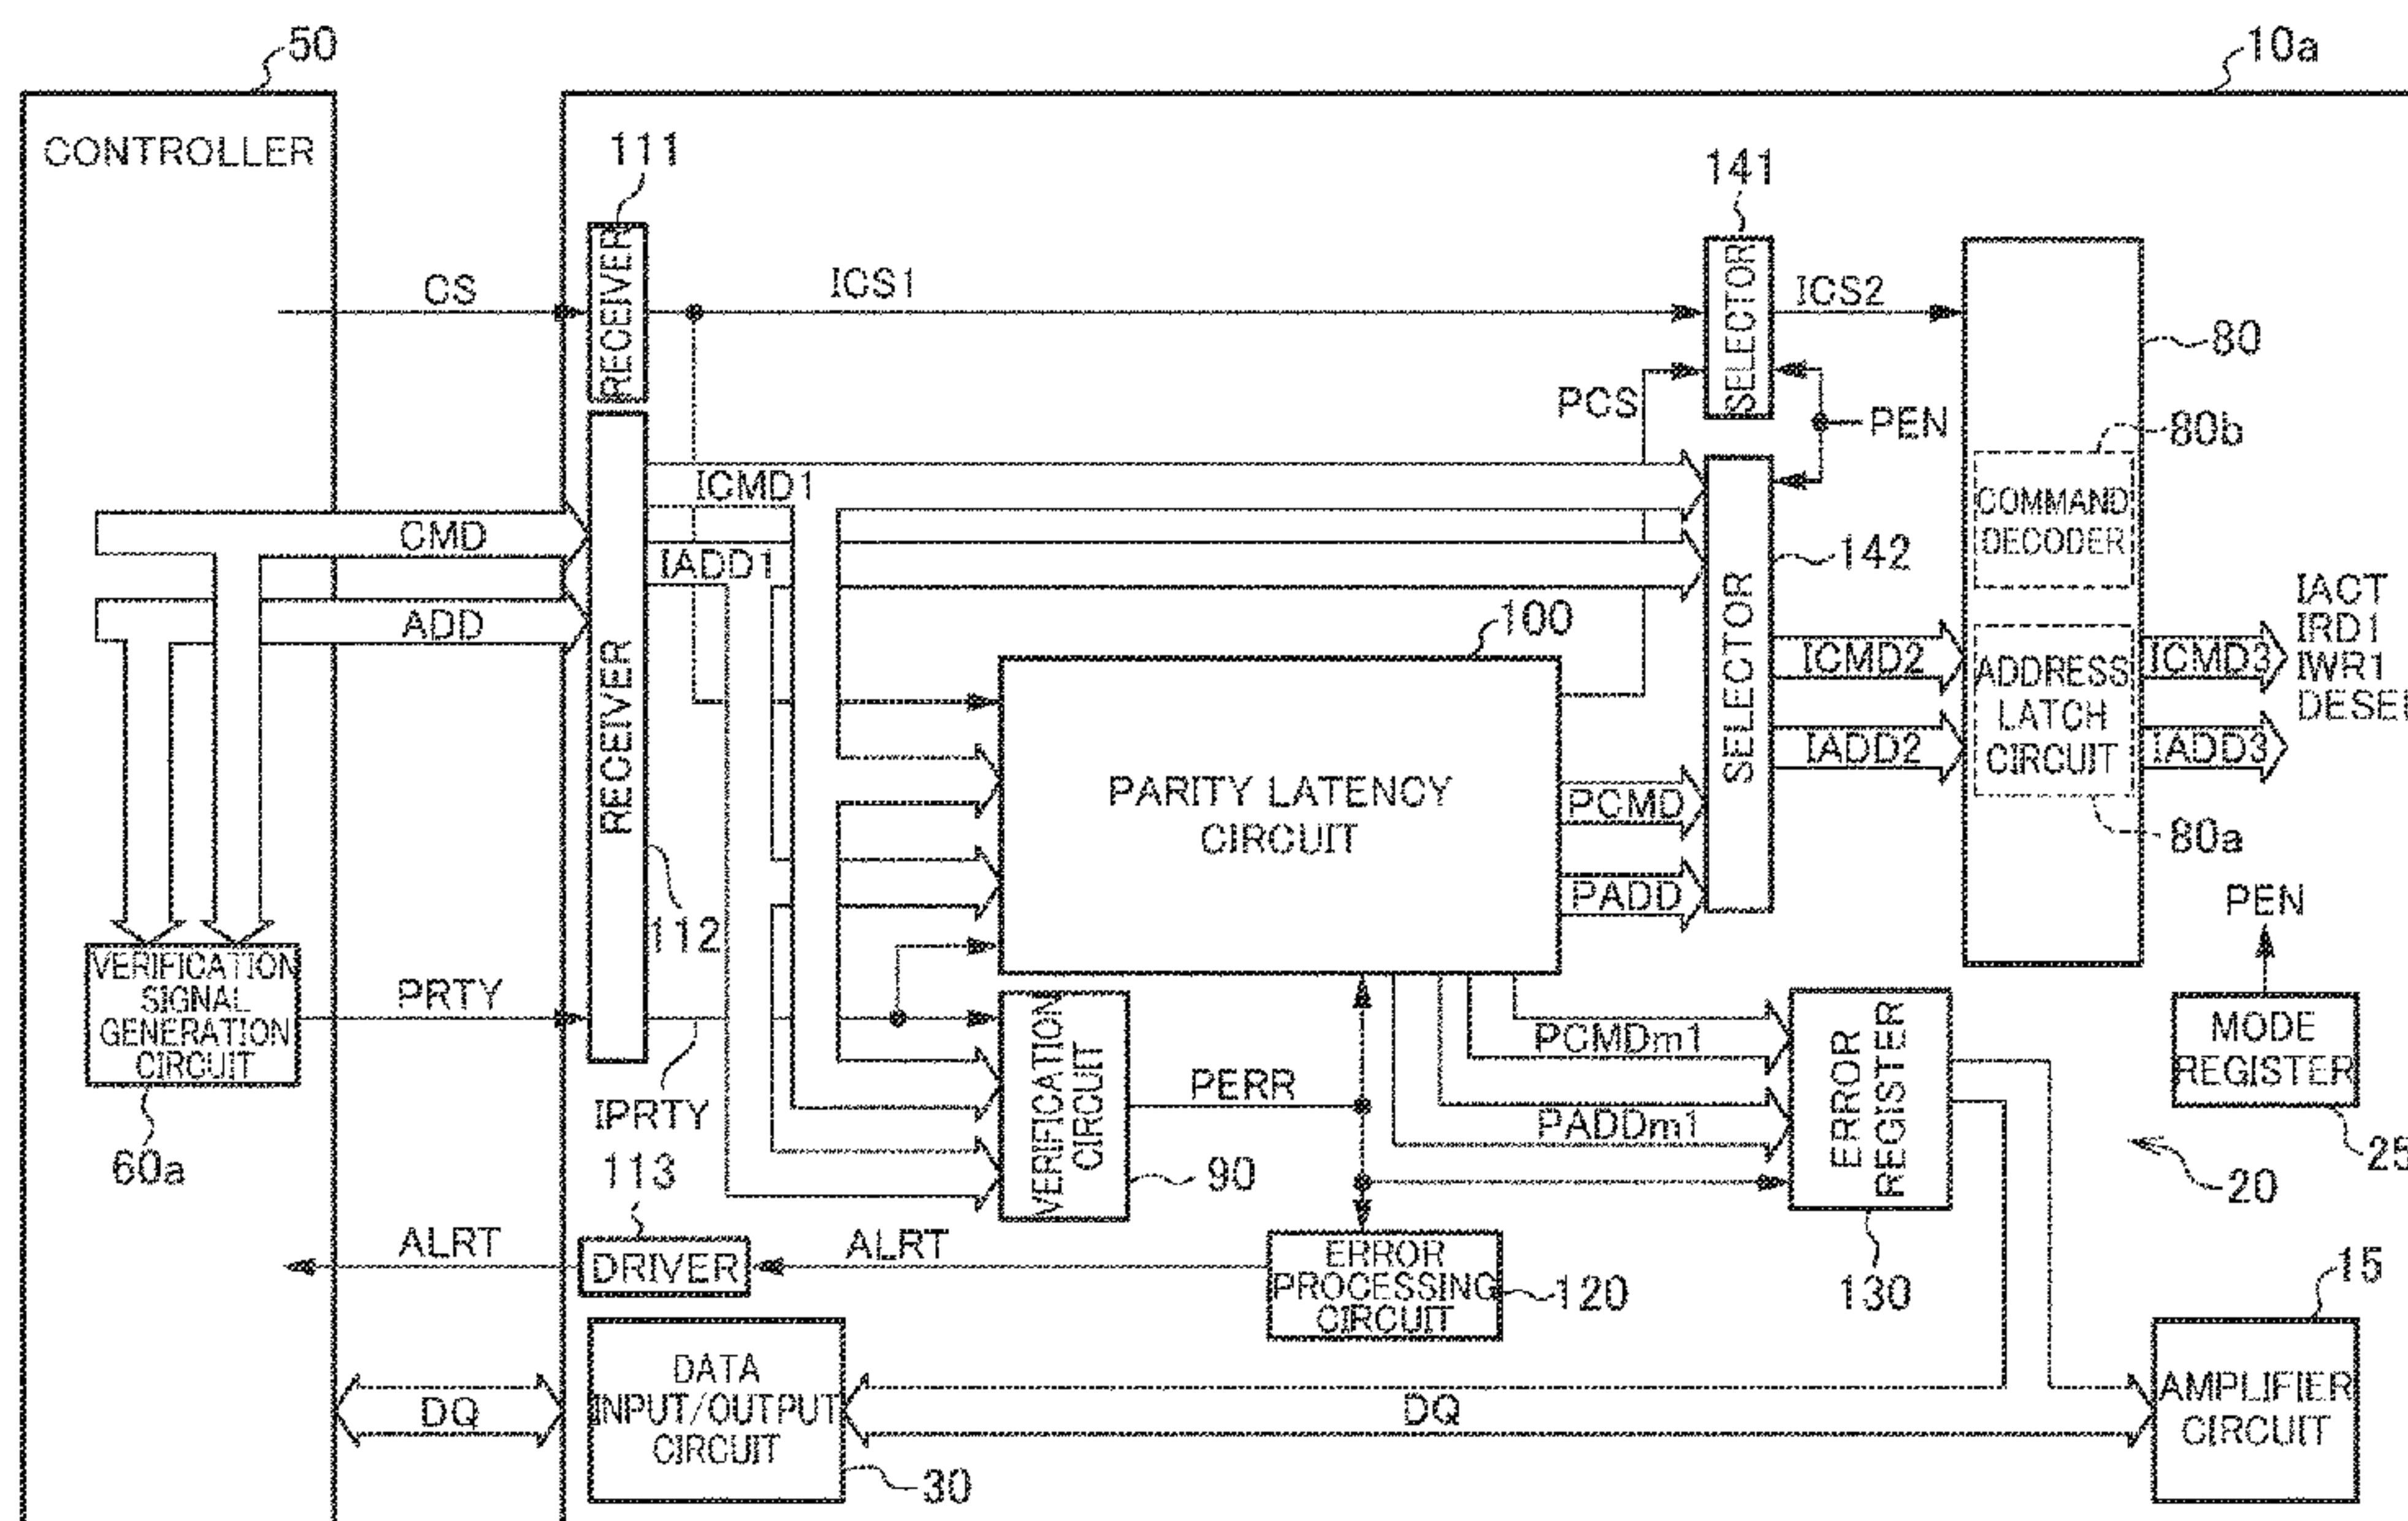 50
10a
CONTROLLER
111
141
RECEIVER
SELECTOR
CS
ICS1
ICS2
80
PCS
PEN
80b
ICMD1
COMMAND
DECODER
CMD
IADD1
142
ADD
100
RECEIVER
SELECTOR
ICMD2
ADDRESS
LATCH
CIRCUIT
ICMD3
IACT
IRD1
IWR1
IADD2
IADD3
PARITY LATENCY
CIRCUIT
PCMD
80a
PADD
112
PEN
VERIFICATION
SIGNAL
GENERATION
CIRCUIT
PRTY
MODE
REGISTER
PCMDm1
VERIFICATION
CIRCUIT
PERR
ERROR
REGISTER
IPRTY
PADDm1
25
60a
113
90
20
ALRT
DRIVER
ALRT
ERROR
PROCESSING
CIRCUIT
120
130
15
DATA
INPUT/OUTPUT
CIRCUIT
DQ
DQ
AMPLIFIER
CIRCUIT
30